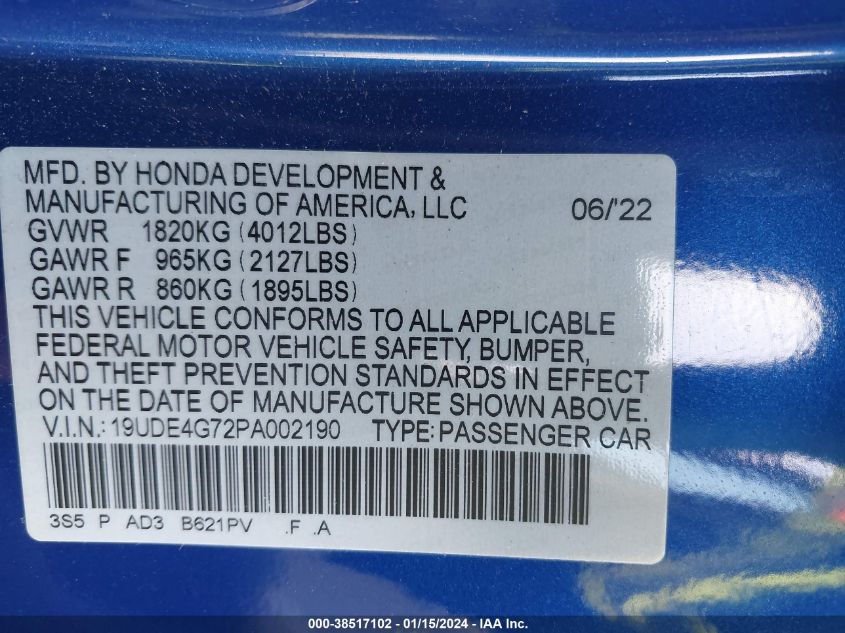 MFD. BY HONDA DEVELOPMENT &
MANUFACTURING OF AMERICA, LLC 06/'22
GVWR 1820KG (4012LBS)
GAWR F 965KG (2127LBS)
GAWR R 860KG (1895LBS)
THIS VEHICLE CONFORMS TO ALL APPLICABLE
FEDERAL MOTOR VEHICLE SAFETY, BUMPER,
AND THEFT PREVENTION STANDARDS IN EFFECT
ON THE DATE OF MANUFACTURE SHOWN ABOVE.
V.I.N.: 19UDE4G72PA002190 TYPE: PASSENGER CAR
3S5 P AD3 B621PV .F .A
000-38517102 - 01/15/2024 - IAA Inc.